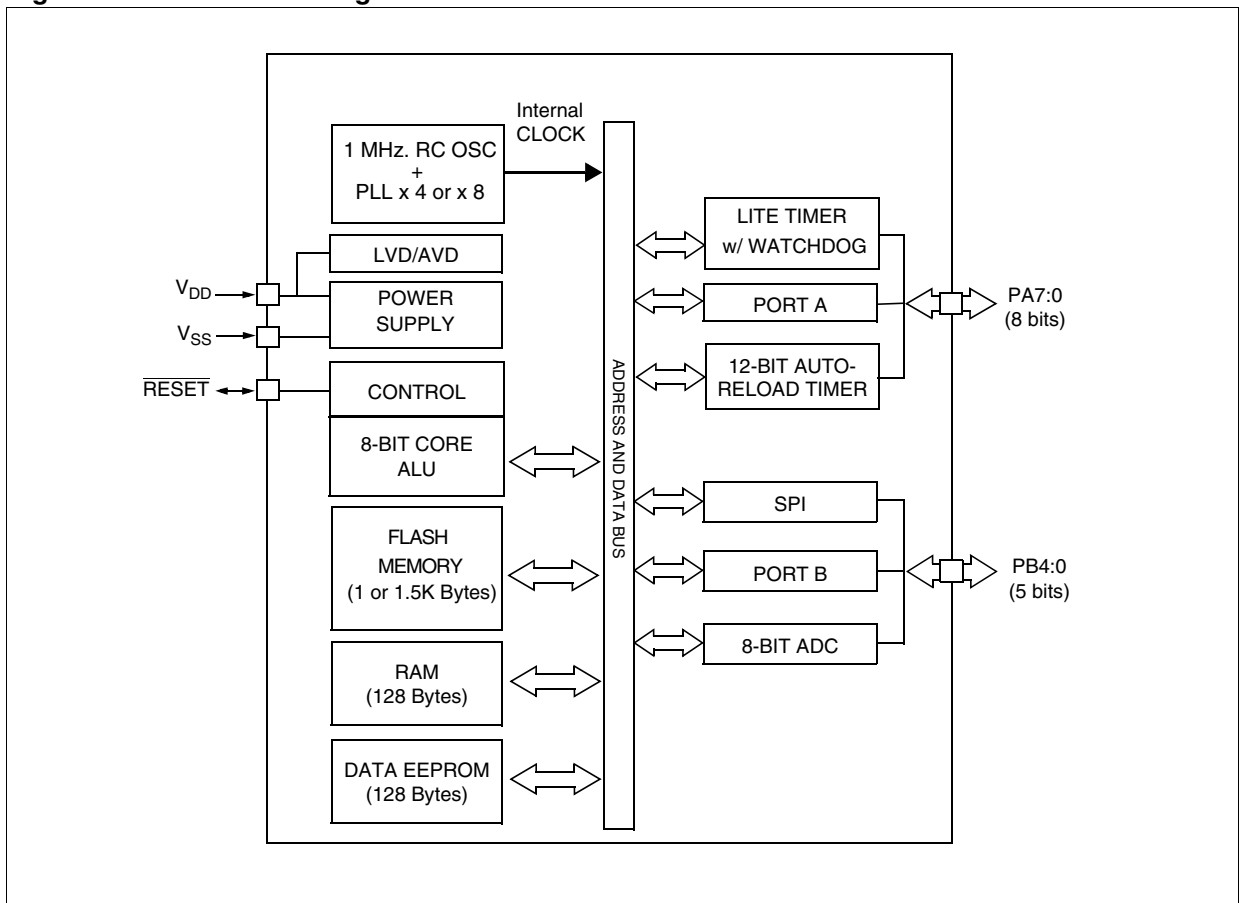 Internal
CLOCK
1 MHz. RC OSC
+
PLL x 4 or x 8
LVD/AVD
POWER
SUPPLY
VDD
VSS
RESET
CONTROL
8-BIT CORE
ALU
FLASH
MEMORY
(1 or 1.5K Bytes)
RAM
(128 Bytes)
DATA EEPROM
(128 Bytes)
ADDRESS AND DATA BUS
LITE TIMER
w/ WATCHDOG
PORT A
12-BIT AUTO-
RELOAD TIMER
PA7:0
(8 bits)
SPI
PORT B
8-BIT ADC
PB4:0
(5 bits)